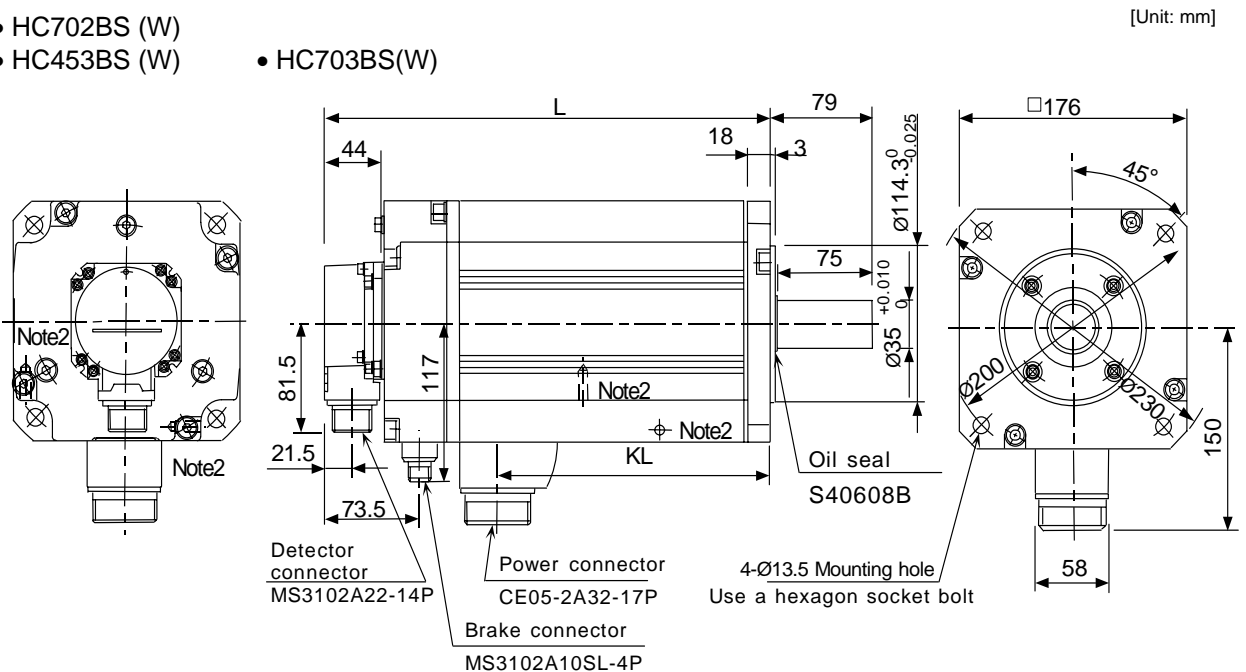 [Unit: mm]
• HC702BS (W)
• HC453BS (W) • HC703BS(W)
L
79
□176
18
3
44
Ø114.3 0 -0.025
45°
75
Ø35 +0.010 0
Note2
81.5
117
Note2
Note2
Ø200
Ø230
150
Note2
21.5
KL
Oil seal
S40608B
73.5
Detector
connector
MS3102A22-14P
Power connector
CE05-2A32-17P
4-Ø13.5 Mounting hole
Use a hexagon socket bolt
58
Brake connector
MS3102A10SL-4P